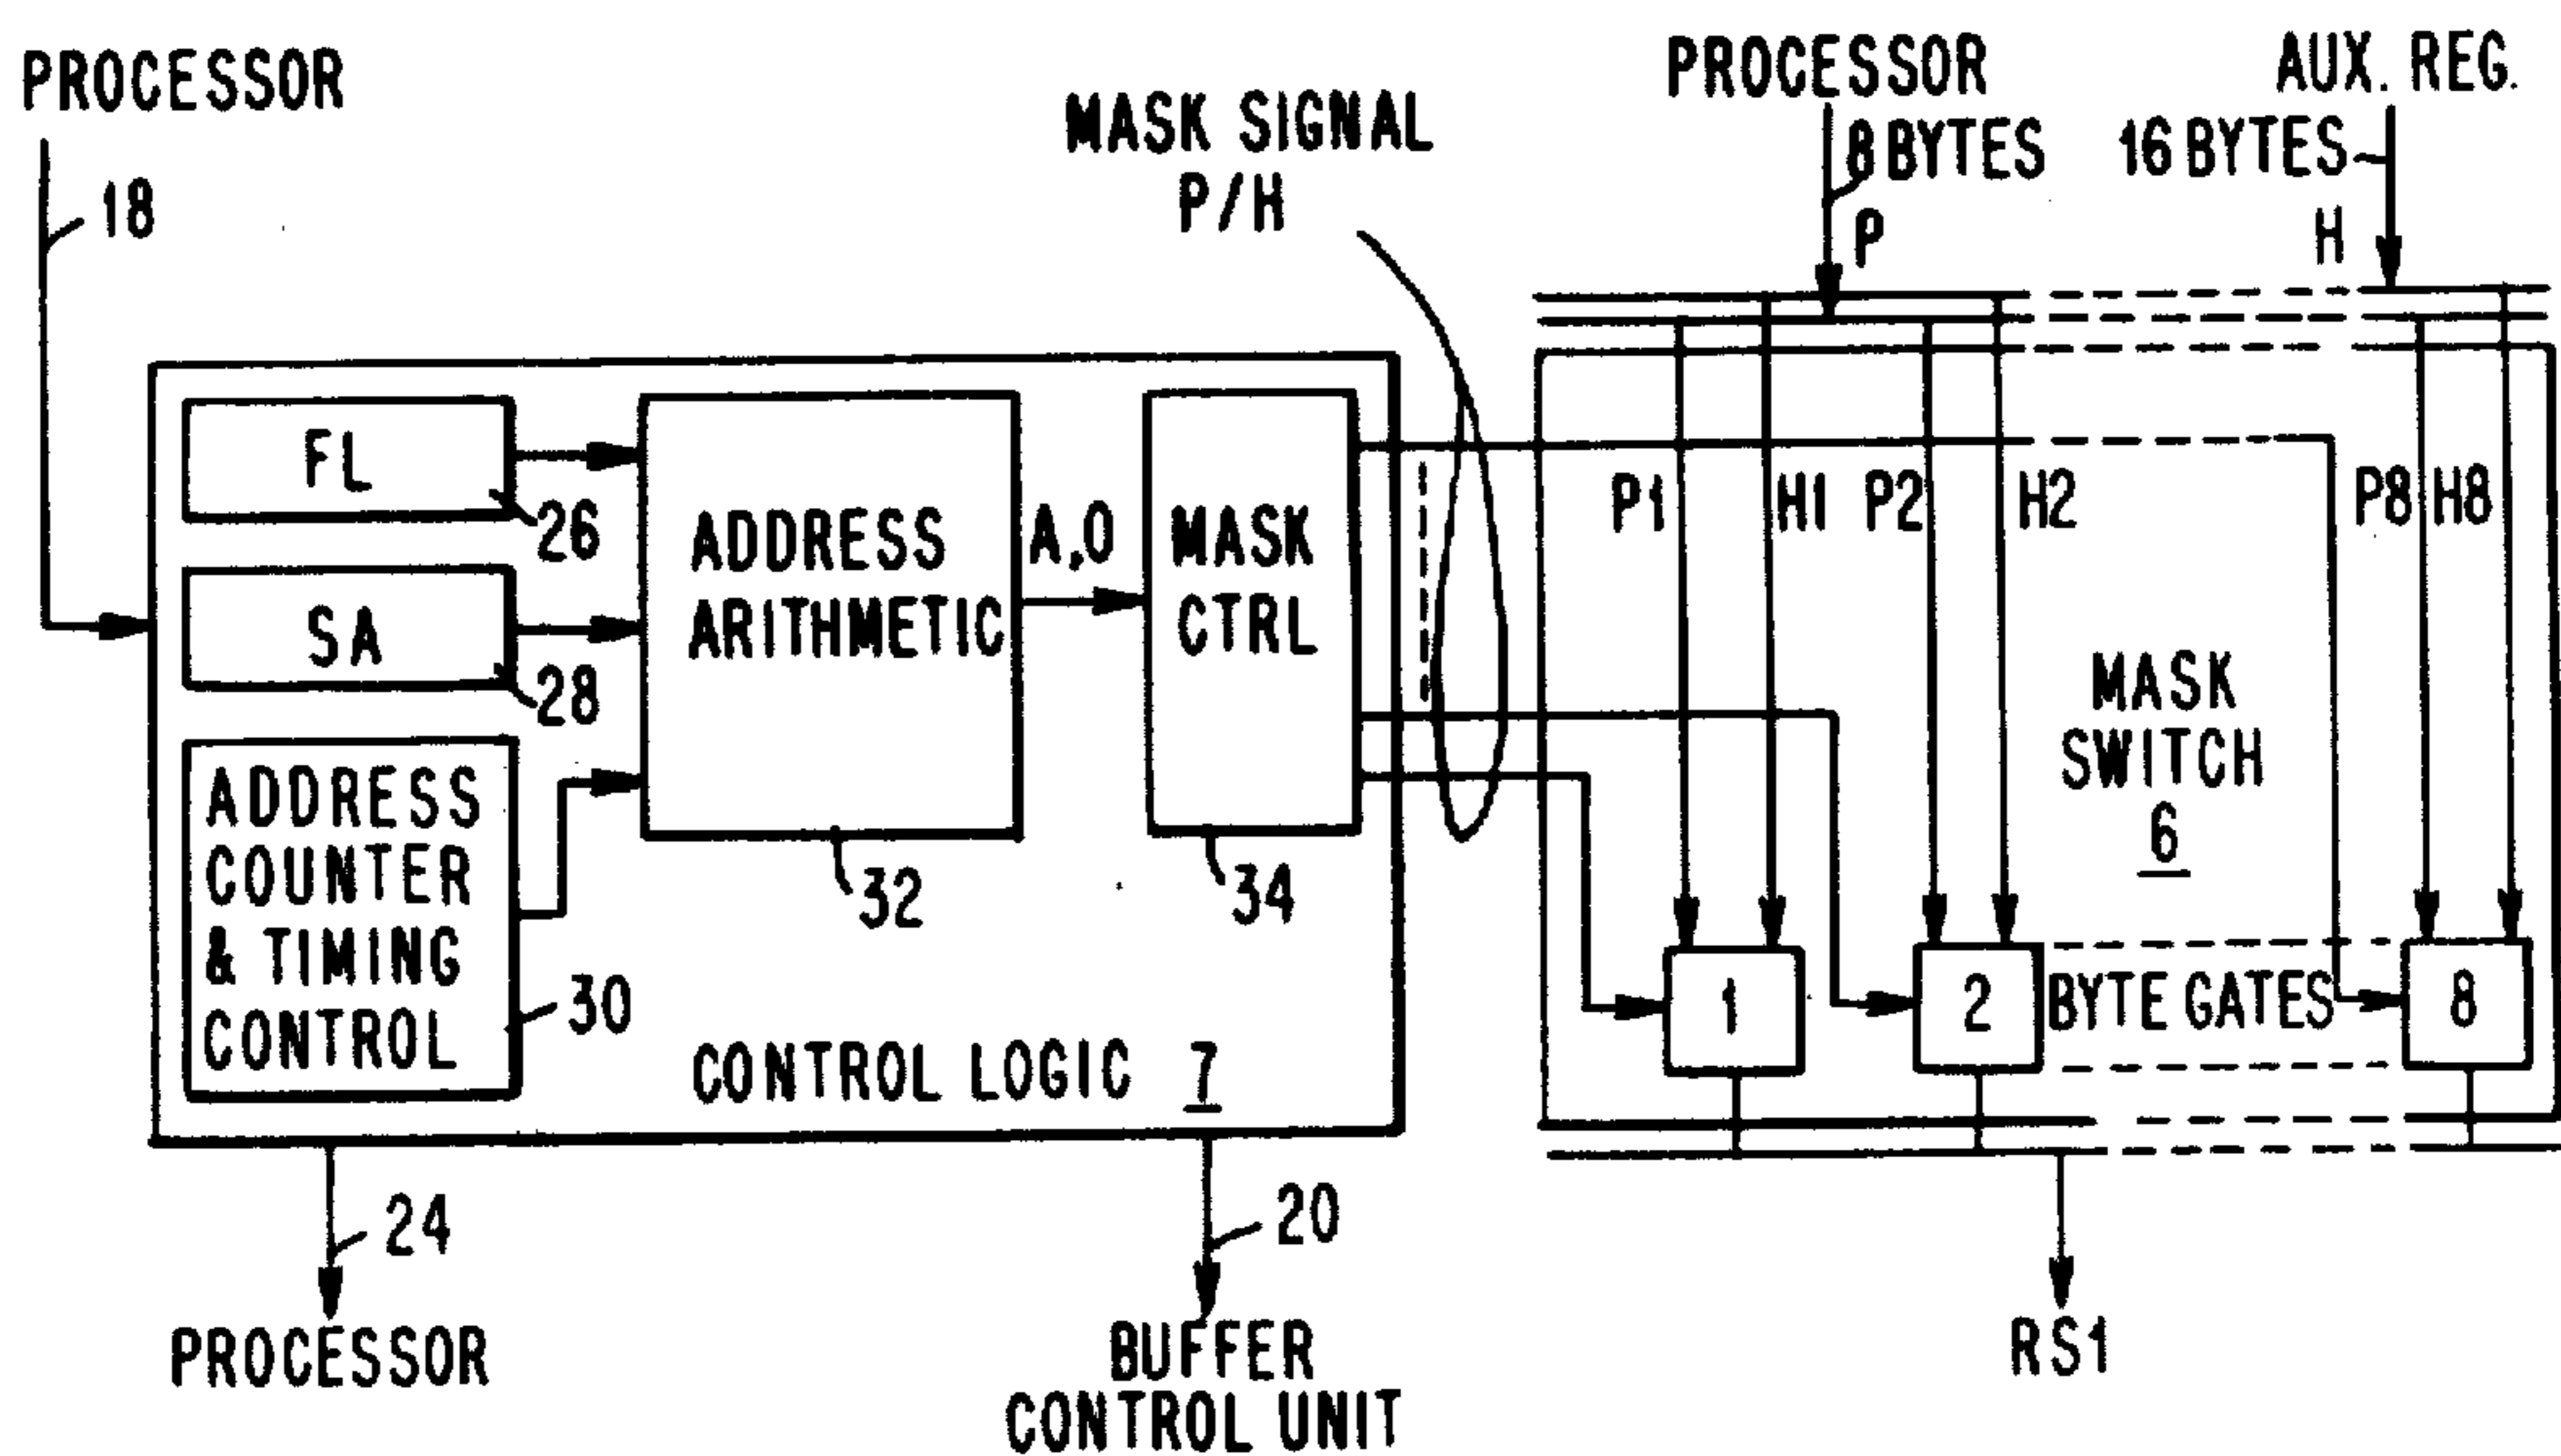 PROCESSOR
18
MASK SIGNAL
P/H
PROCESSOR
8 BYTES
P
AUX. REG.
16 BYTES
H
FL
26
SA
28
ADDRESS
COUNTER
& TIMING
CONTROL
30
ADDRESS
ARITHMETIC
32
A,O
MASK
CTRL
34
CONTROL LOGIC 7
P1
H1
P2
H2
P8
H8
MASK
SWITCH
6
1
2
BYTE GATES
8
24
PROCESSOR
20
BUFFER
CONTROL UNIT
RS1